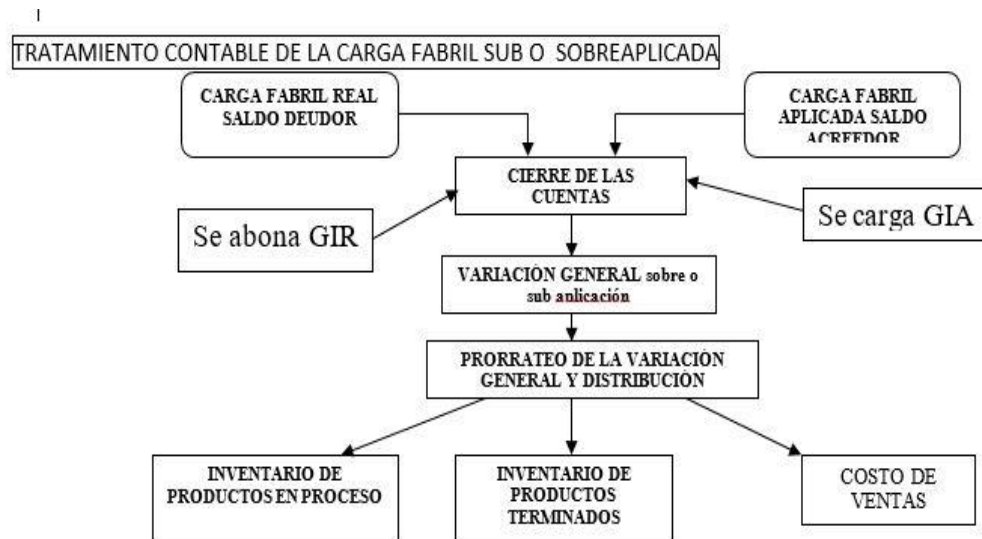 TRATAMIENTO CONTABLE DE LA CARGA FABRIL SUB O SOBREAPLICADA
CARGA FABRIL REAL
SALDO DEUDOR
CARGA FABRIL
APLICADA SALDO
ACREEDOR
CIERRE DE LAS
CUENTAS
Se abona GIR
Se carga GIA
VARIACIÓN GENERAL sobre o
sub aplicación
PRORRATEO DE LA VARIACIÓN
GENERAL Y DISTRIBUCIÓN
INVENTARIO DE
PRODUCTOS EN PROCESO
INVENTARIO DE
PRODUCTOS
TERMINADOS
COSTO DE
VENTAS